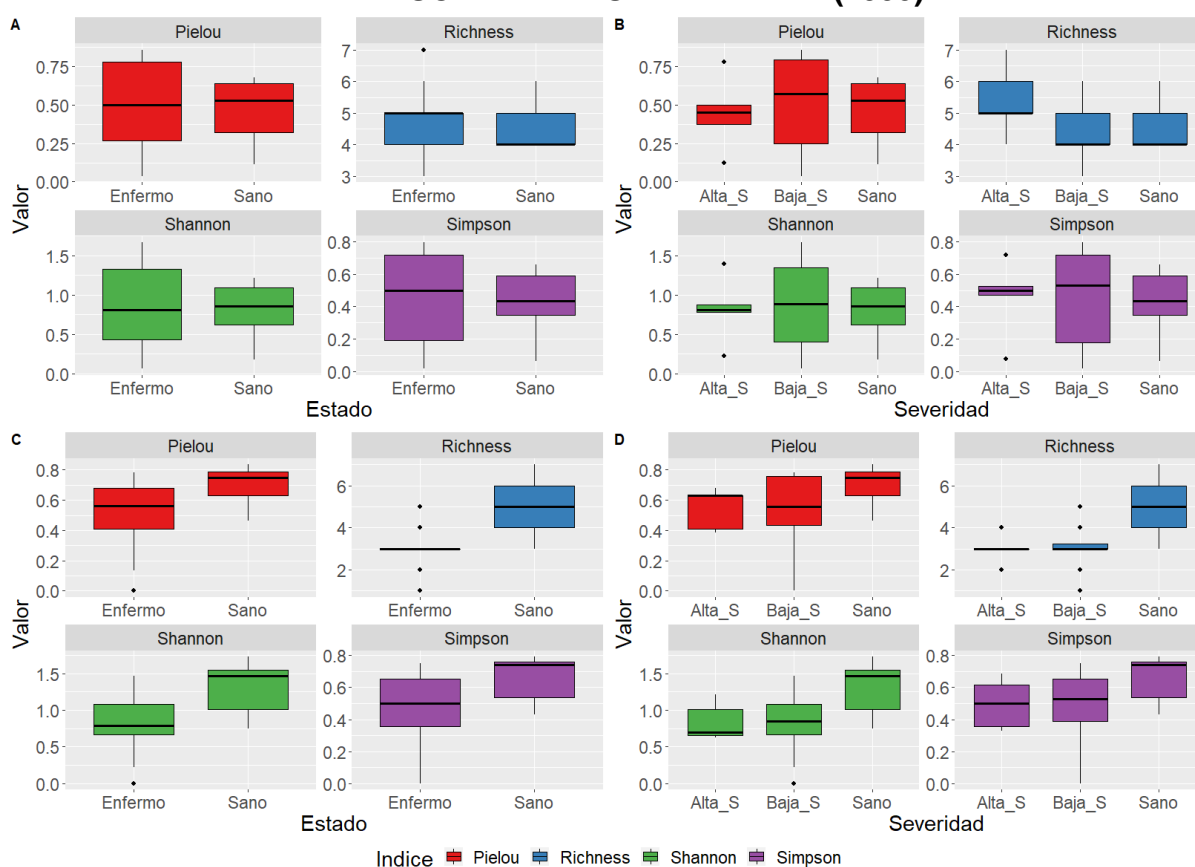 A
B
Pielou
Richness
Pielou
Richness
0.75
0.50
0.25
0.00
7
6
5
4
3
0.75
0.50
0.25
0.00
7
6
5
4
3
Enfermo Sano
Enfermo Sano
Alta_S Baja_S Sano
Alta_S Baja_S Sano
Valor
Valor
Shannon
Simpson
Shannon
Simpson
1.5
1.0
0.5
0.0
0.8
0.6
0.4
0.2
0.0
1.5
1.0
0.5
0.0
0.8
0.6
0.4
0.2
0.0
Enfermo Sano
Enfermo Sano
Alta_S Baja_S Sano
Alta_S Baja_S Sano
Estado
Severidad
C
D
Pielou
Richness
Pielou
Richness
0.8
0.6
0.4
0.2
0.0
6
4
2
0.8
0.6
0.4
0.2
0.0
6
4
2
Enfermo Sano
Enfermo Sano
Alta_S Baja_S Sano
Alta_S Baja_S Sano
Valor
Valor
Shannon
Simpson
Shannon
Simpson
1.5
1.0
0.5
0.0
0.8
0.6
0.4
0.2
0.0
1.5
1.0
0.5
0.0
0.8
0.6
0.4
0.2
0.0
Enfermo Sano
Enfermo Sano
Alta_S Baja_S Sano
Alta_S Baja_S Sano
Estado
Severidad
Indice Pielou Richness Shannon Simpson